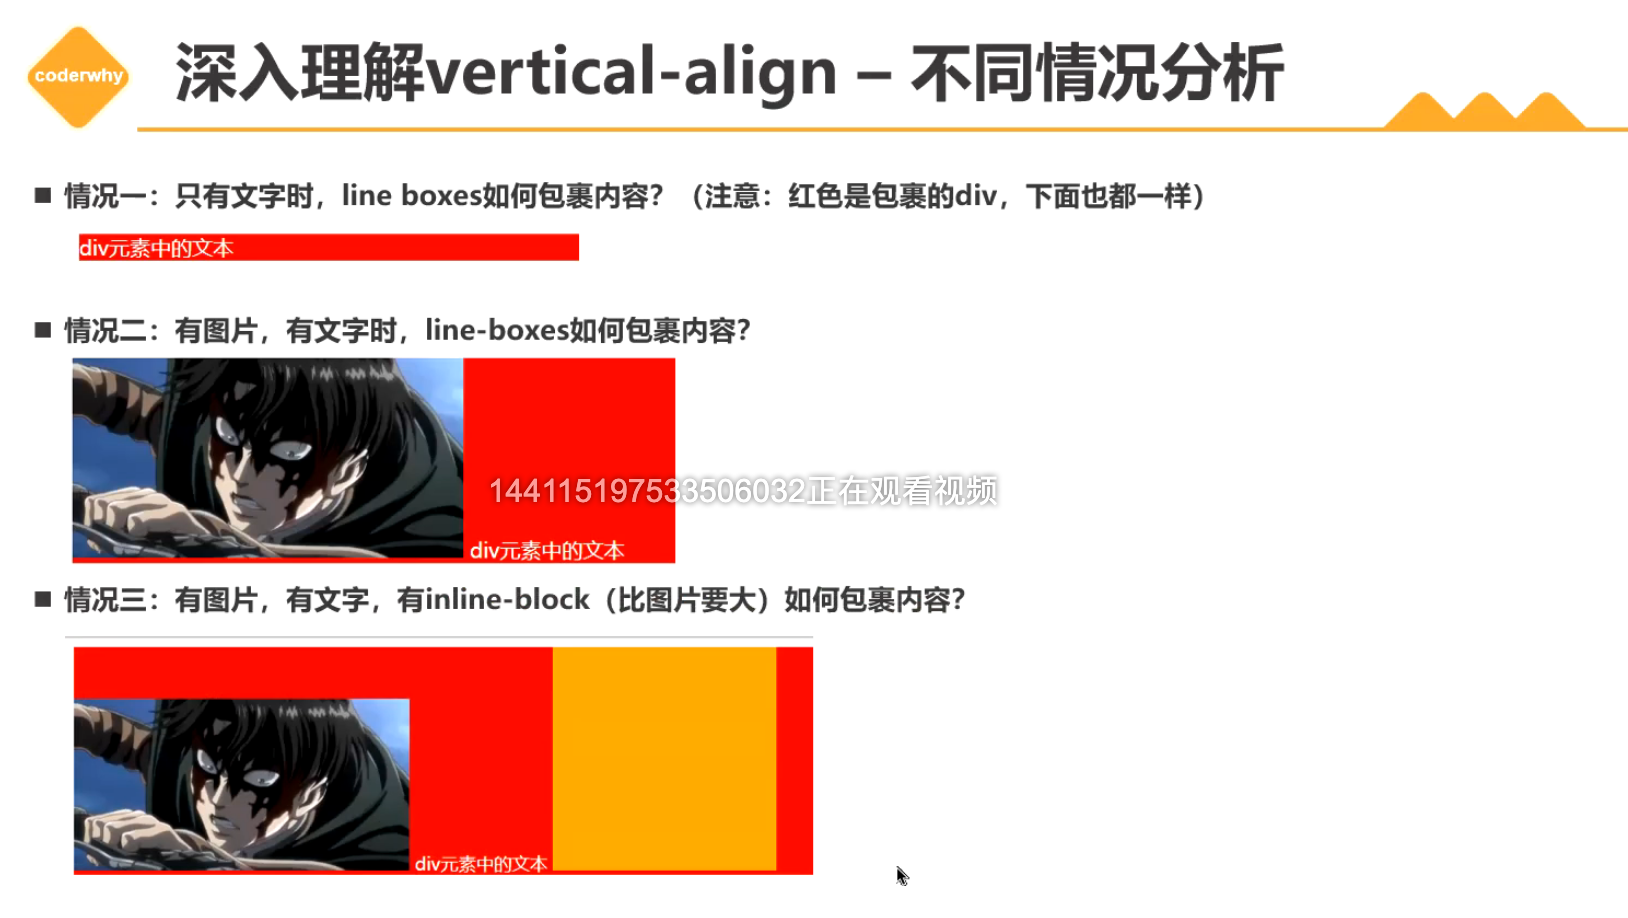 coderwhy
深入理解vertical-align – 不同情况分析
情况一：只有文字时，line boxes如何包裹内容？（注意：红色是包裹的div，下面也都一样）
div元素中的文本
情况二：有图片，有文字时，line-boxes如何包裹内容？
144115197533506032正在观看视频
div元素中的文本
情况三：有图片，有文字，有inline-block（比图片要大）如何包裹内容？
div元素中的文本